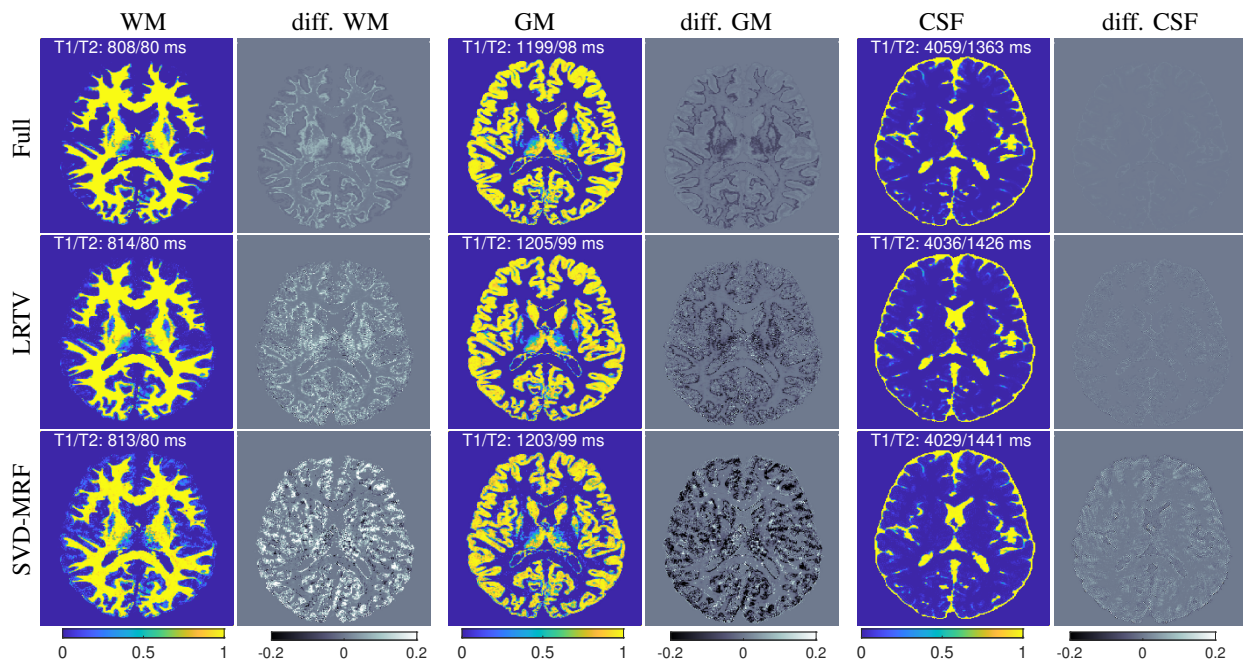 WM diff. WM GM diff. GM CSF diff. CSF
Full
T1/T2: 808/80 ms T1/T2: 1199/98 ms T1/T2: 4059/1363 ms
LRTV
T1/T2: 814/80 ms T1/T2: 1205/99 ms T1/T2: 4036/1426 ms
SVD-MRF
T1/T2: 813/80 ms T1/T2: 1203/99 ms T1/T2: 4029/1441 ms
0 0.5 1 -0.2 0 0.2 0 0.5 1 -0.2 0 0.2 0 0.5 1 -0.2 0 0.2